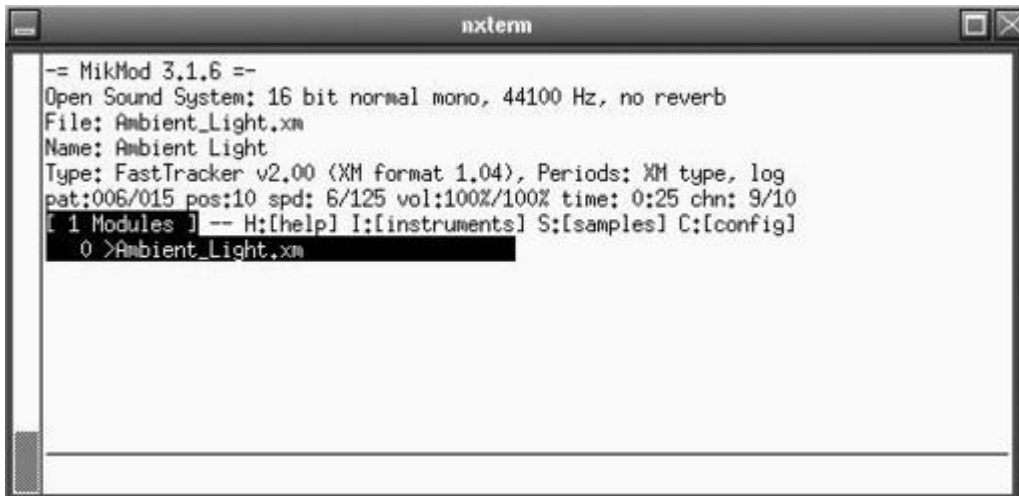 nxterm
-= MikMod 3.1.6 =-
Open Sound System: 16 bit normal mono, 44100 Hz, no reverb
File: Ambient_Light.xm
Name: Ambient Light
Type: FastTracker v2.00 (XM format 1.04), Periods: XM type, log
pat:006/015 pos:10 spd: 6/125 vol:100%/100% time: 0:25 chn: 9/10
[ 1 Modules ] -- H:[help] I:[instruments] S:[samples] C:[config]
0 >Ambient_Light.xm